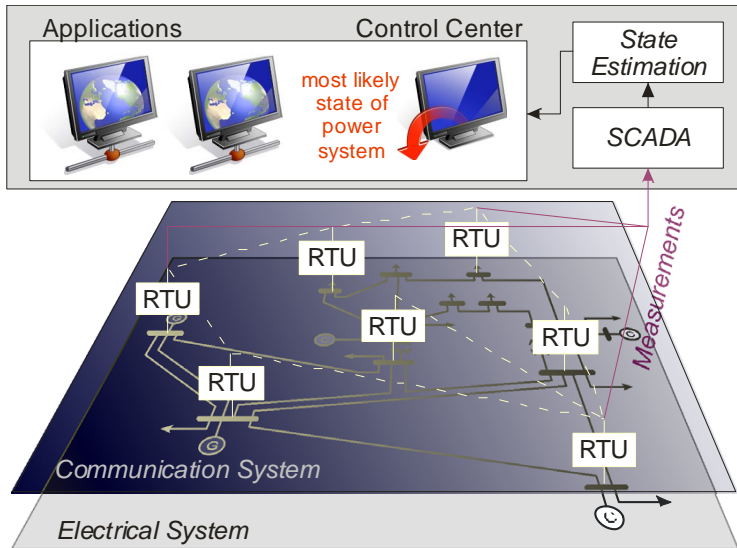 Applications
Control Center
State
Estimation
most likely
state of
power
system
SCADA
RTU
RTU
RTU
RTU
RTU
RTU
RTU
Measurements
G
G
C
Communication System
Electrical System